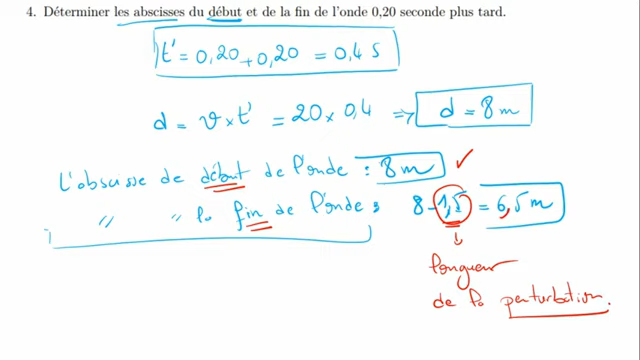 4. Déterminer les abscisses du début et de la fin de l'onde 0,20 seconde plus tard.
t' = 0,20 + 0,20 = 0,4 s
d = v × t' = 20 × 0,4 ⇒ d = 8 m
L'abscisse de début de l'onde : 8 m ✓
" " la fin de l'onde : 8 - 1,5 = 6,5 m
↓
longueur
de la perturbation.